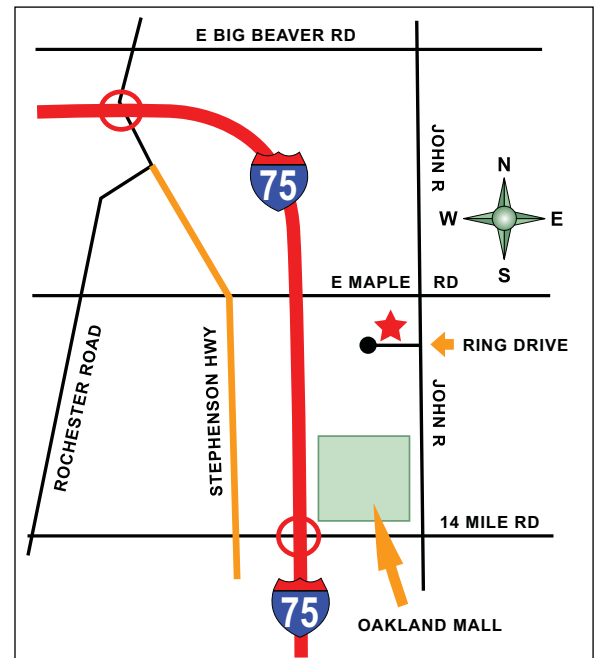 E BIG BEAVER RD
JOHN R
75
N
W
E
S
E MAPLE RD
RING DRIVE
ROCHESTER ROAD
STEPHENSON HWY
JOHN R
14 MILE RD
75
OAKLAND MALL